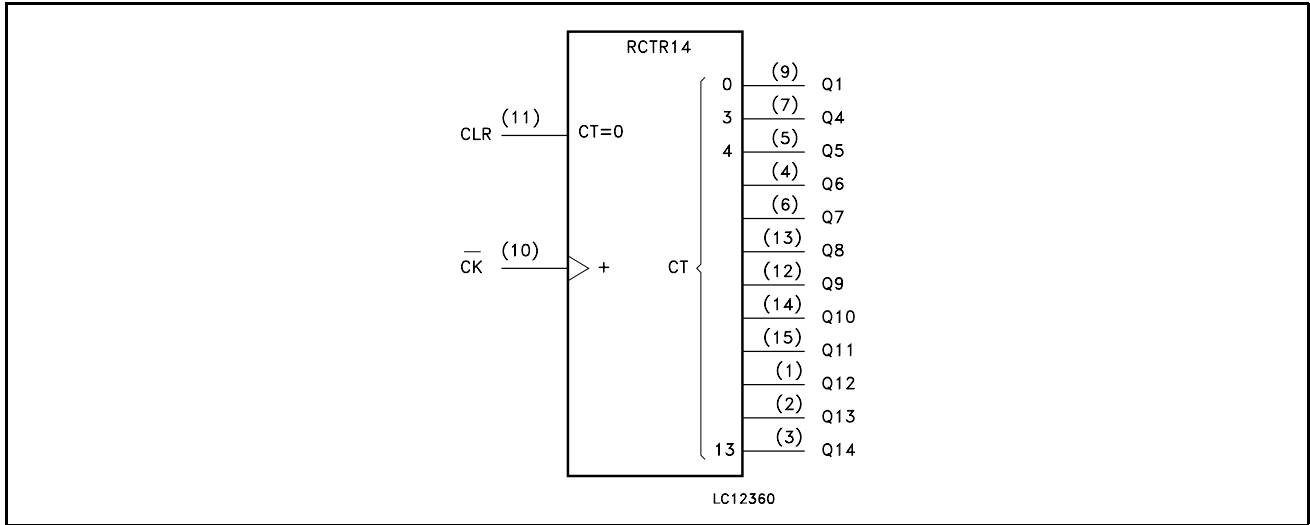 RCTR14
0 (9) Q1
3 (7) Q4
CLR (11) CT=0
4 (5) Q5
(4) Q6
(6) Q7
(13) Q8
C̅K̅ (10) + CT
(12) Q9
(14) Q10
(15) Q11
(1) Q12
(2) Q13
13 (3) Q14
LC12360